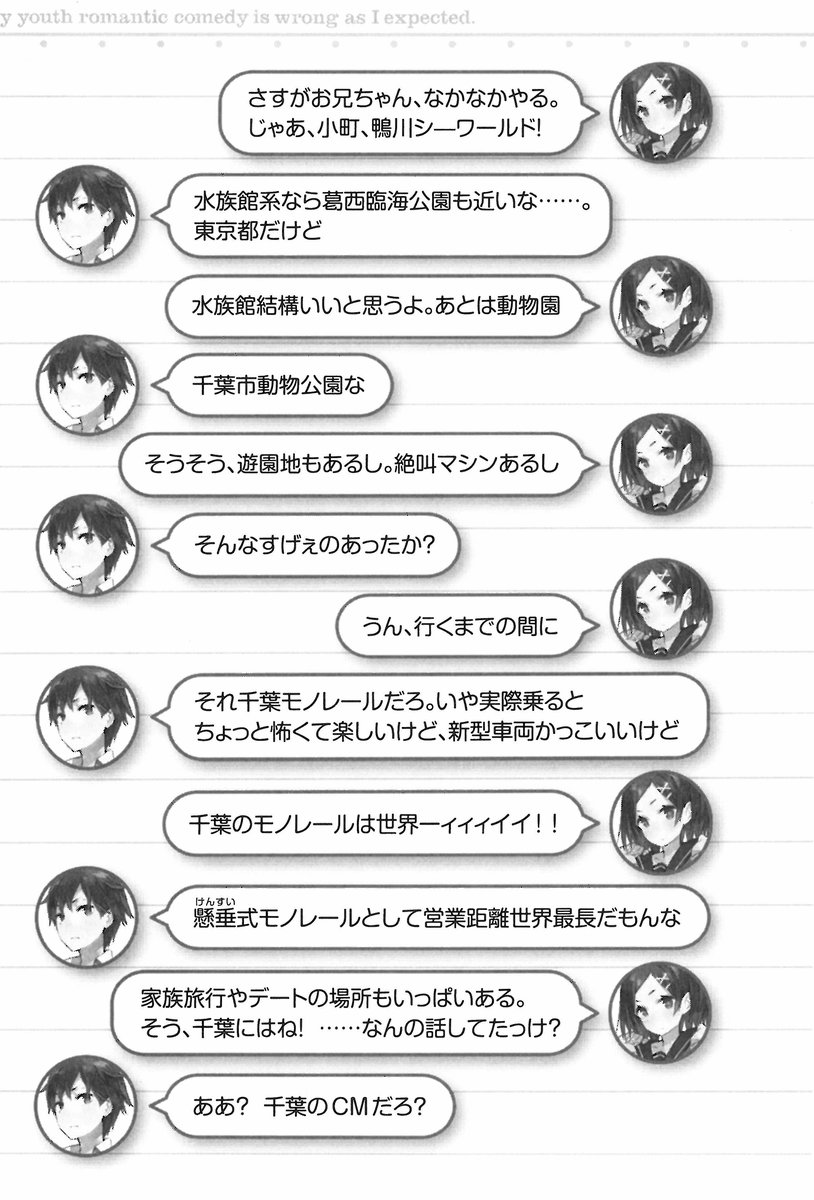 y youth romantic comedy is wrong as I expected.
さすがお兄ちゃん、なかなかやる。
じゃあ、小町、鴨川シーワールド!
水族館系なら葛西臨海公園も近いな……。
東京都だけど
水族館結構いいと思うよ。あとは動物園
千葉市動物公園な
そうそう、遊園地もあるし。絶叫マシンあるし
そんなすげぇのあったか?
うん、行くまでの間に
それ千葉モノレールだろ。いや実際乗ると
ちょっと怖くて楽しいけど、新型車両かっこいいけど
千葉のモノレールは世界一ィィィイイ!!
けんすい
懸垂式モノレールとして営業距離世界最長だもんな
家族旅行やデートの場所もいっぱいある。
そう、千葉にはね! ……なんの話してたっけ?
ああ? 千葉のCMだろ?